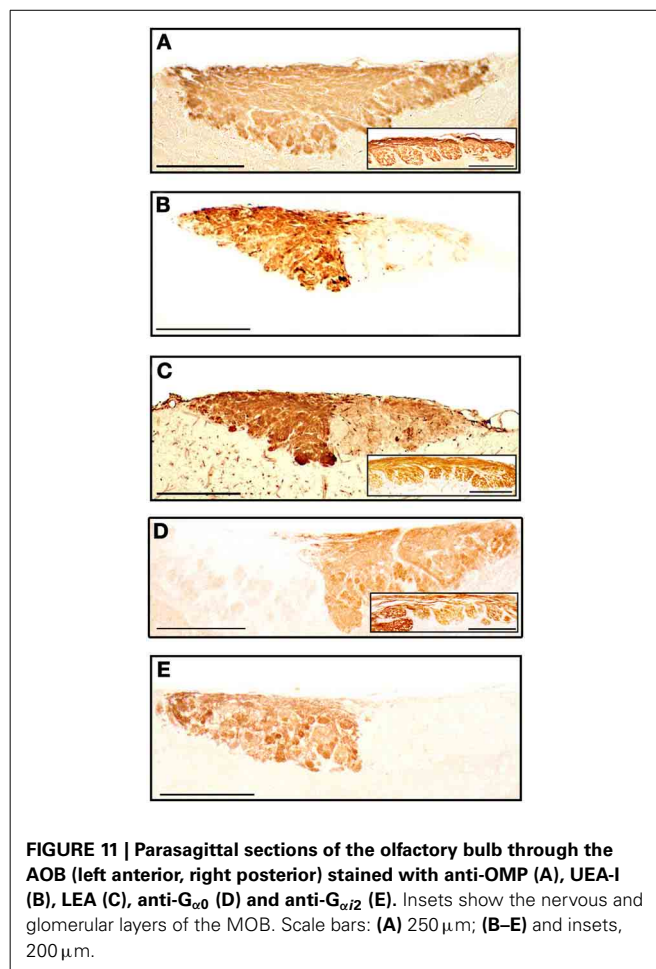 A
B
C
D
E
FIGURE 11 | Parasagittal sections of the olfactory bulb through the
AOB (left anterior, right posterior) stained with anti-OMP (A), UEA-I
(B), LEA (C), anti-Gα0 (D) and anti-Gαi2 (E). Insets show the nervous and
glomerular layers of the MOB. Scale bars: (A) 250 μm; (B–E) and insets,
200 μm.